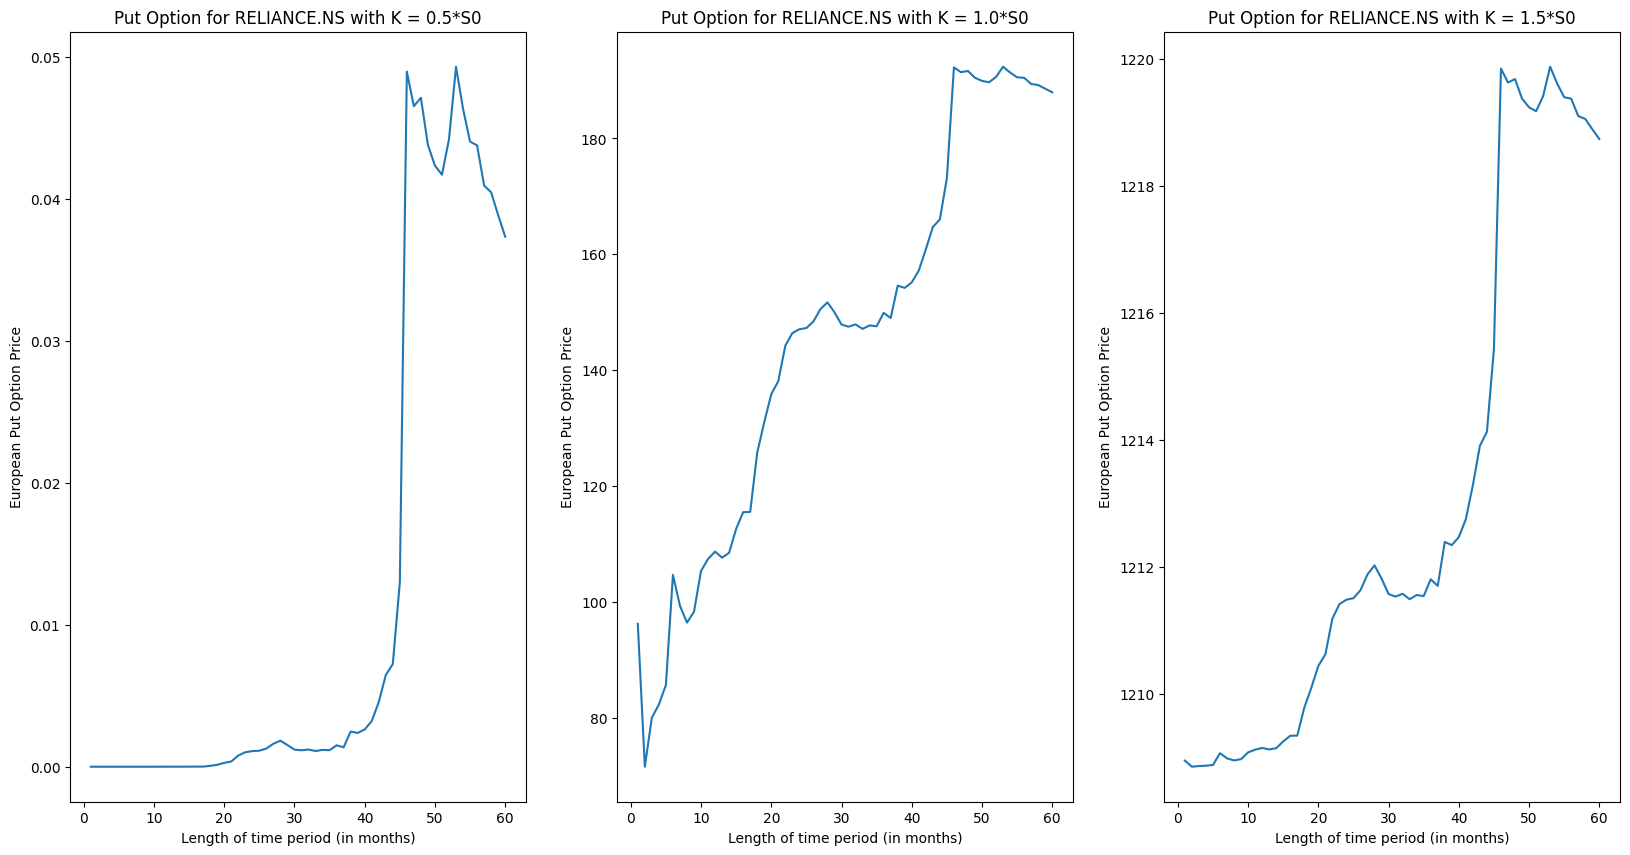 Put Option for RELIANCE.NS with K = 0.5*S0
0.05
0.04
0.03
0.02
0.01
0.00
European Put Option Price
0 10 20 30 40 50 60
Length of time period (in months)
Put Option for RELIANCE.NS with K = 1.0*S0
180
160
140
120
100
80
European Put Option Price
0 10 20 30 40 50 60
Length of time period (in months)
Put Option for RELIANCE.NS with K = 1.5*S0
1220
1218
1216
1214
1212
1210
European Put Option Price
0 10 20 30 40 50 60
Length of time period (in months)